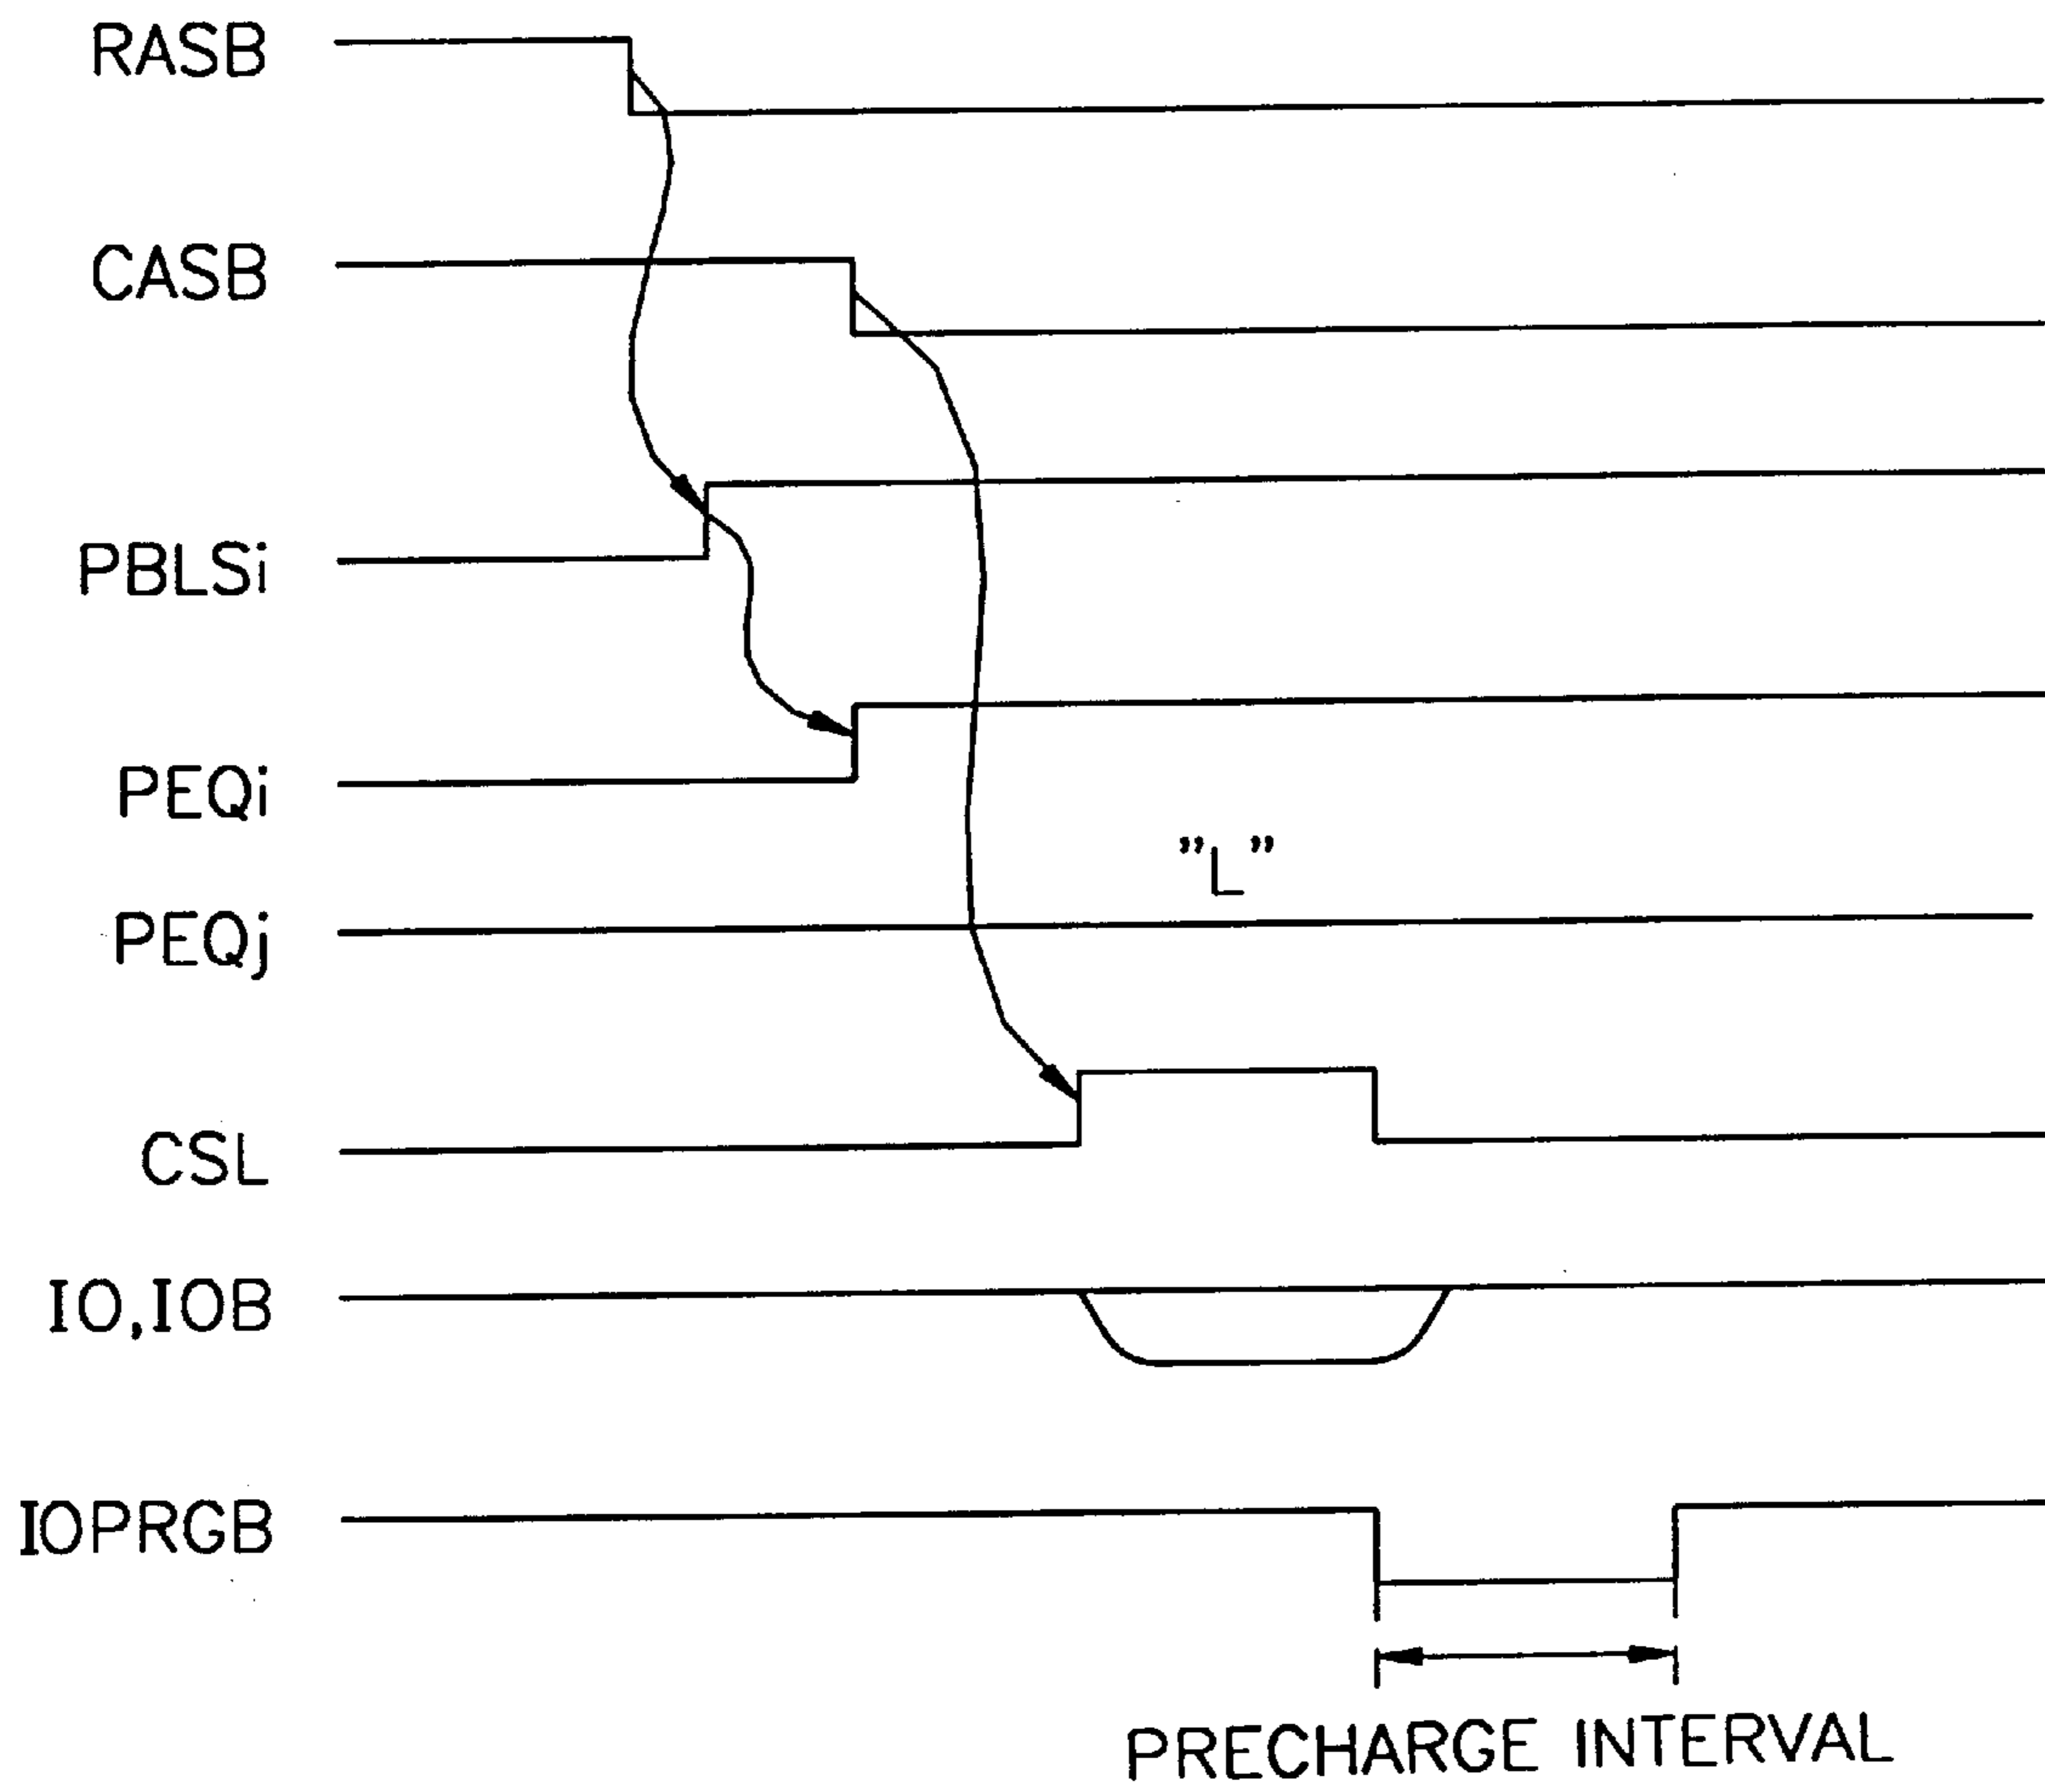 RASB
CASB
PBLSi
PEQi
"L"
PEQj
CSL
IO,IOB
IOPRGB
PRECHARGE INTERVAL